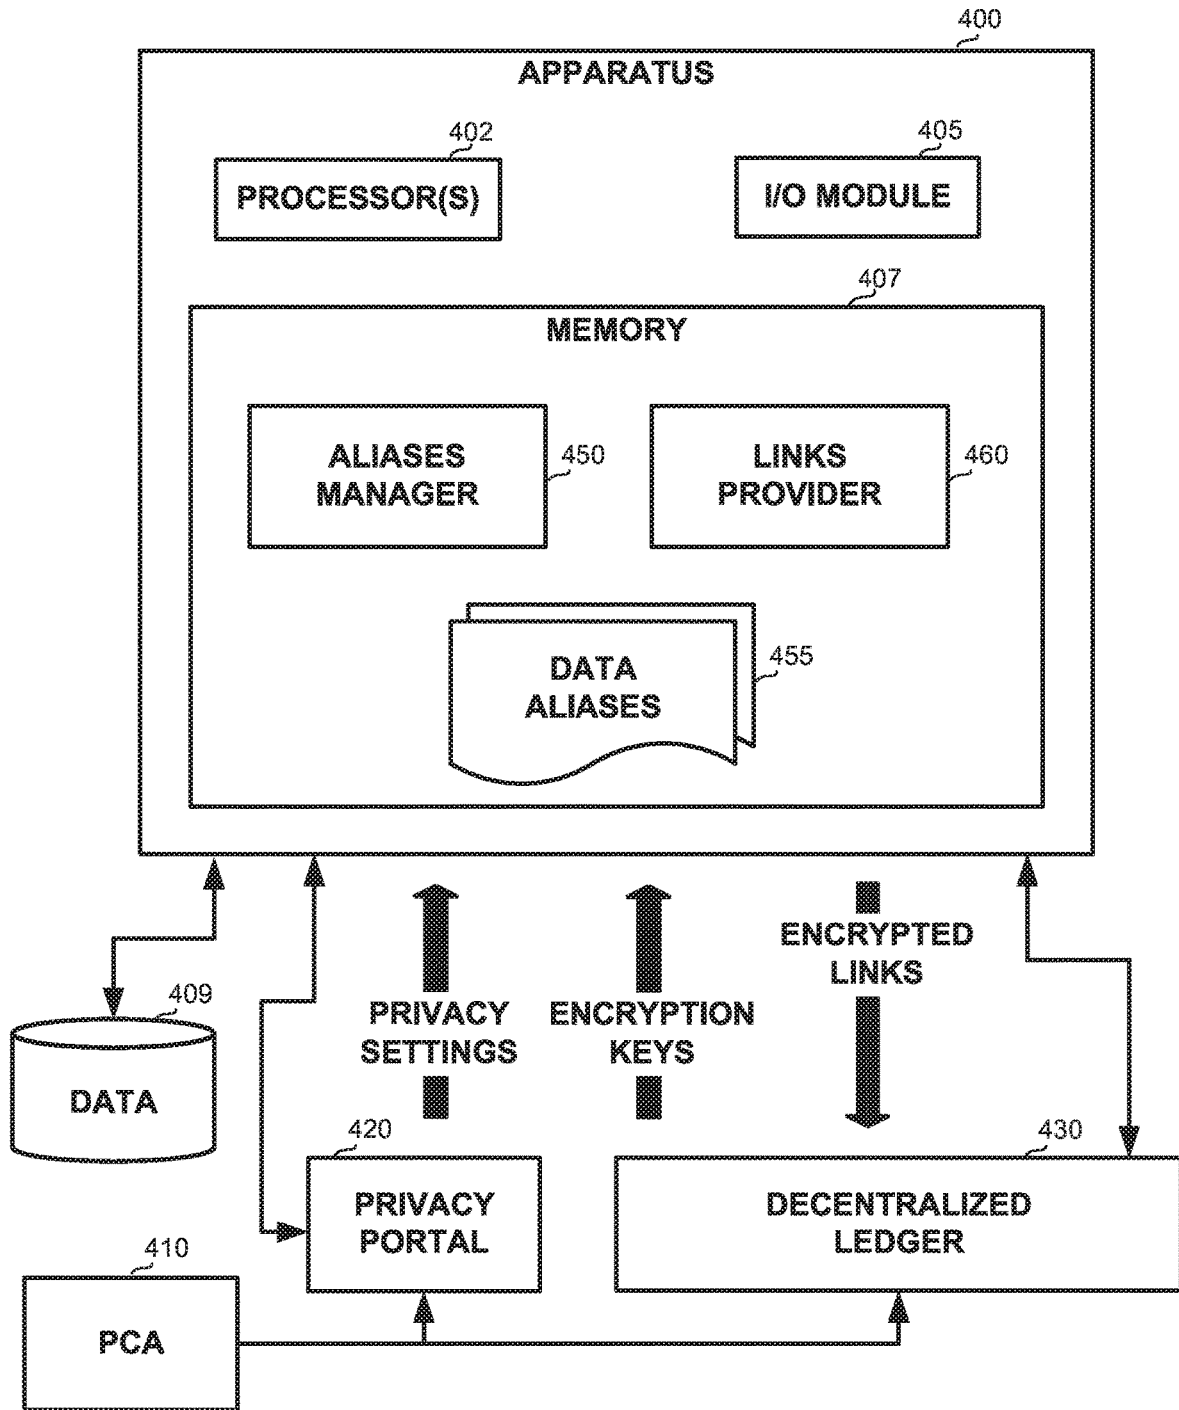 400
APPARATUS
402
PROCESSOR(S)
405
I/O MODULE
407
MEMORY
ALIASES
MANAGER
450
LINKS
PROVIDER
460
DATA
ALIASES
455
ENCRYPTED
LINKS
409
DATA
PRIVACY
SETTINGS
ENCRYPTION
KEYS
420
PRIVACY
PORTAL
430
DECENTRALIZED
LEDGER
410
PCA